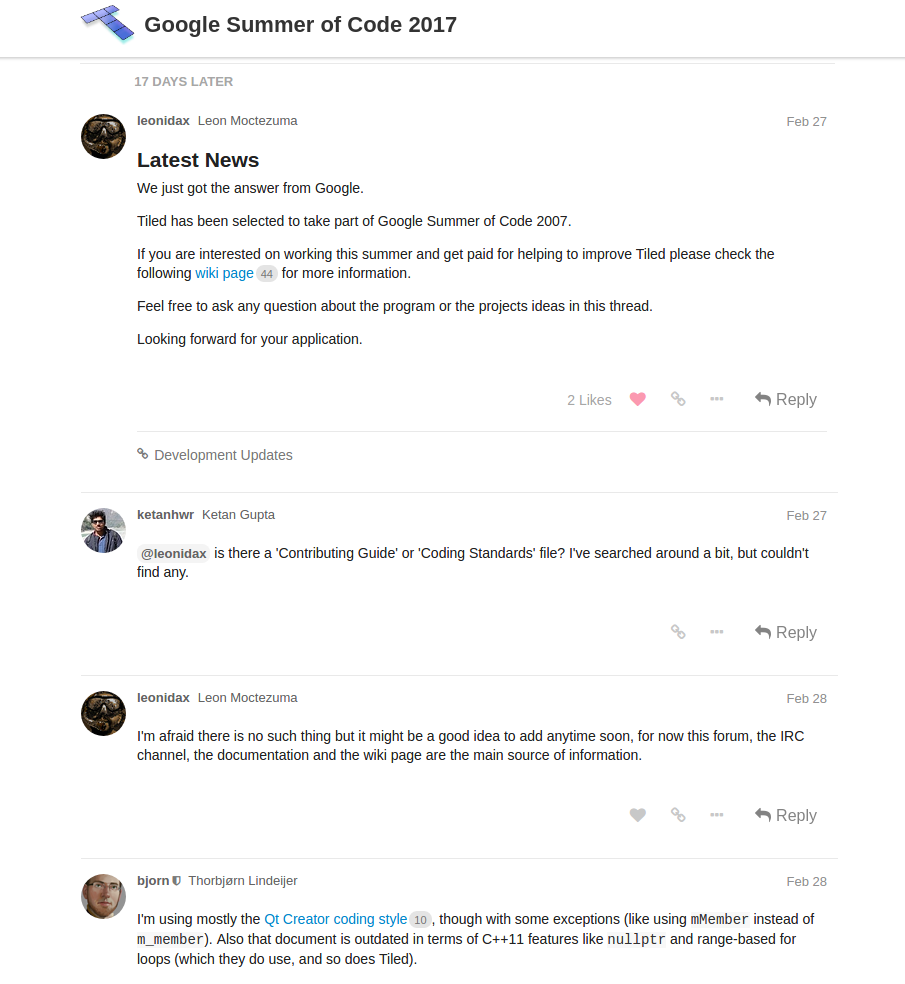 Google Summer of Code 2017
17 DAYS LATER
leonidax Leon Moctezuma Feb 27
Latest News
We just got the answer from Google.
Tiled has been selected to take part of Google Summer of Code 2007.
If you are interested on working this summer and get paid for helping to improve Tiled please check the
following wiki page 44 for more information.
Feel free to ask any question about the program or the projects ideas in this thread.
Looking forward for your application.
2 Likes Reply
Development Updates
ketanhwr Ketan Gupta Feb 27
@leonidax is there a 'Contributing Guide' or 'Coding Standards' file? I've searched around a bit, but couldn't
find any.
Reply
leonidax Leon Moctezuma Feb 28
I'm afraid there is no such thing but it might be a good idea to add anytime soon, for now this forum, the IRC
channel, the documentation and the wiki page are the main source of information.
Reply
bjorn Thorbjørn Lindeijer Feb 28
I'm using mostly the Qt Creator coding style 10, though with some exceptions (like using mMember instead of
m_member). Also that document is outdated in terms of C++11 features like nullptr and range-based for
loops (which they do use, and so does Tiled).